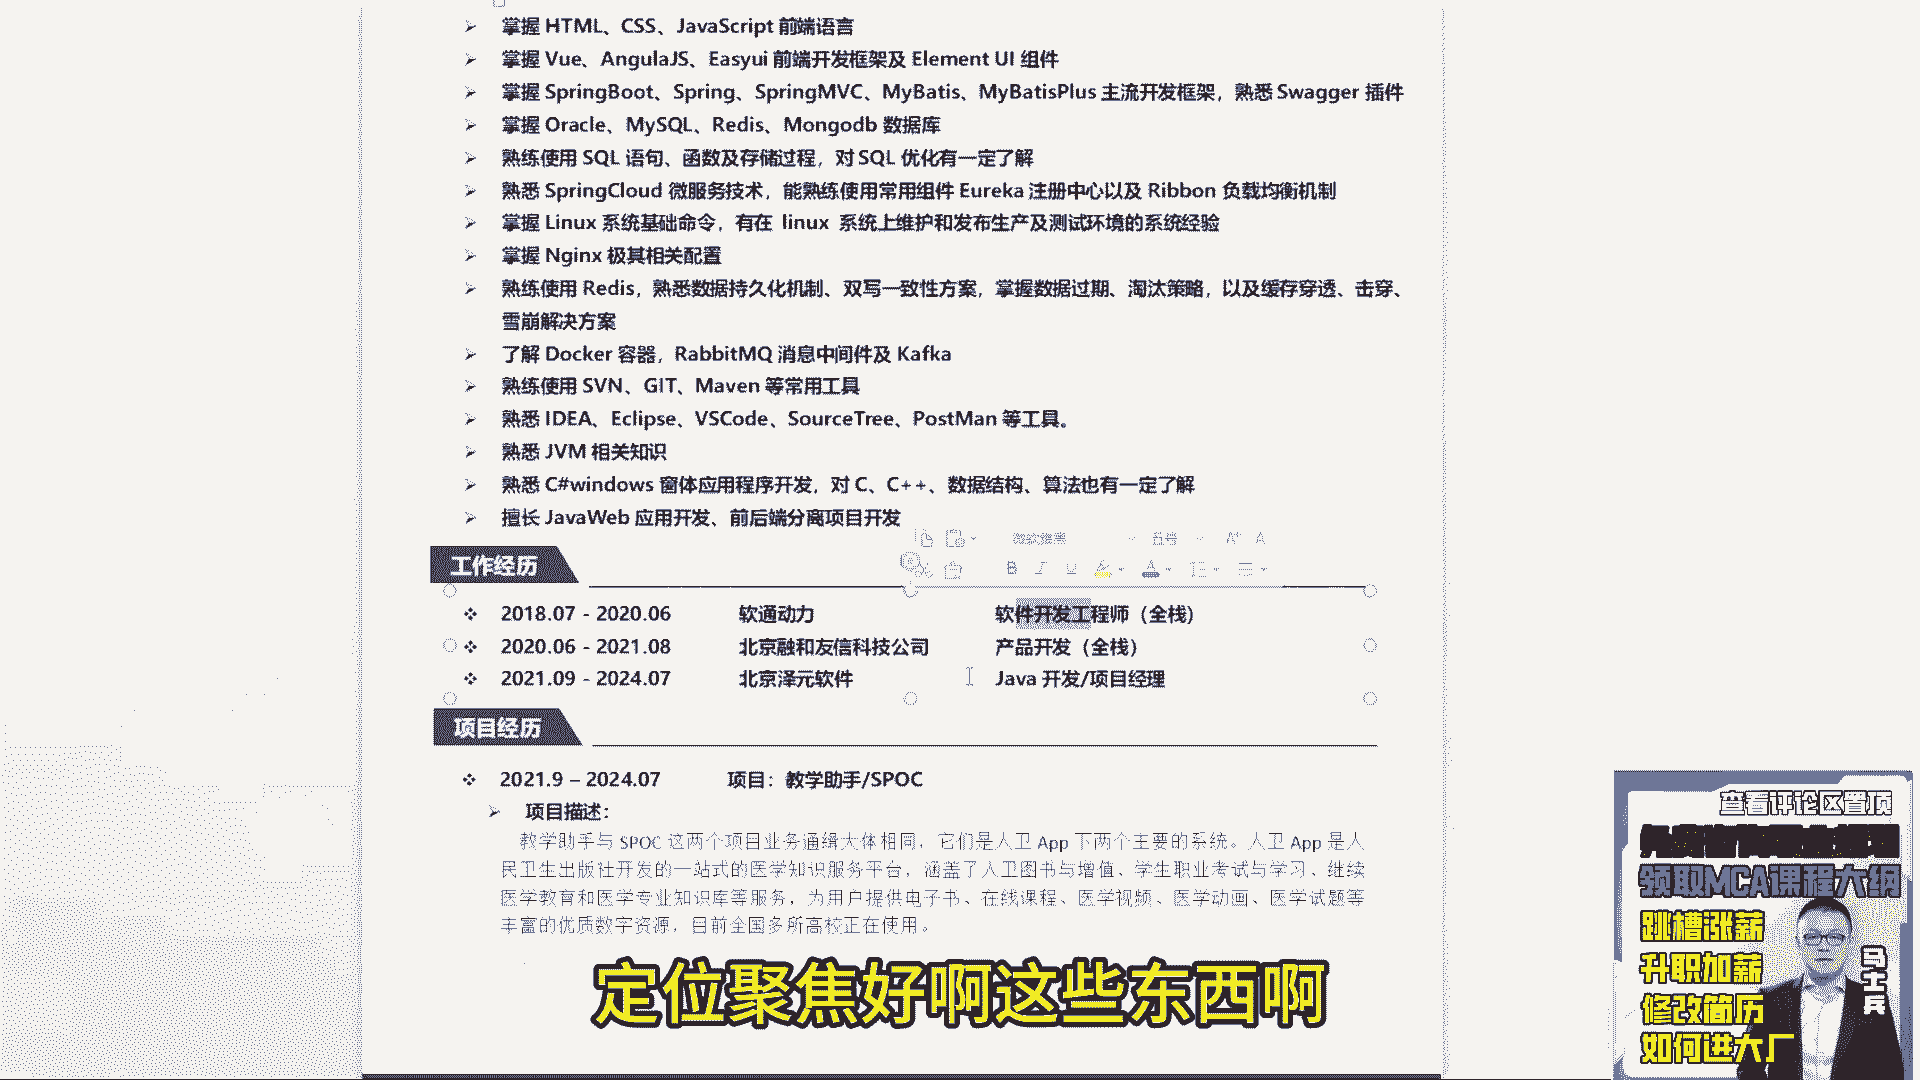 掌握 HTML、CSS、JavaScript 前端语言
掌握 Vue、AngulaJS、Easyui 前端开发框架及 Element UI 组件
掌握 SpringBoot、Spring、SpringMVC、MyBatis、MyBatisPlus 主流开发框架，熟悉 Swagger 插件
掌握 Oracle、MySQL、Redis、Mongodb 数据库
熟练使用 SQL 语句、函数及存储过程，对 SQL 优化有一定了解
熟悉 SpringCloud 微服务技术，能熟练使用常用组件 Eureka 注册中心以及 Ribbon 负载均衡机制
掌握 Linux 系统基础命令，有在 linux 系统上维护和发布生产及测试环境的系统经验
掌握 Nginx 极其相关配置
熟练使用 Redis，熟悉数据持久化机制、双写一致性方案，掌握数据过期、淘汰策略，以及缓存穿透、击穿、
雪崩解决方案
了解 Docker 容器，RabbitMQ 消息中间件及 Kafka
熟练使用 SVN、GIT、Maven 等常用工具
熟悉 IDEA、Eclipse、VSCode、SourceTree、PostMan 等工具。
熟悉 JVM 相关知识
熟悉 C#windows 窗体应用程序开发，对 C、C++、数据结构、算法也有一定了解
擅长 JavaWeb 应用开发、前后端分离项目开发
微软雅黑 五号 A⁺ A
B I U A
工作经历
2018.07 - 2020.06 软通动力 软件开发工程师（全栈）
2020.06 - 2021.08 北京融和友信科技公司 产品开发（全栈）
2021.09 - 2024.07 北京泽元软件 Java 开发/项目经理
项目经历
2021.9 – 2024.07 项目：教学助手/SPOC
项目描述：
教学助手与 SPOC 这两个项目业务逻辑大体相同，它们是人卫 App 下两个主要的系统。人卫 App 是人
民卫生出版社开发的一站式的医学知识服务平台，涵盖了人卫图书与增值、学生职业考试与学习、继续
医学教育和医学专业知识库等服务，为用户提供电子书、在线课程、医学视频、医学动画、医学试题等
丰富的优质数字资源，目前全国多所高校正在使用。
定位聚焦好啊这些东西啊
查看评论区置顶
领取MCA课程大纲
跳槽涨薪
升职加薪
修改简历
如何进大厂
马士兵